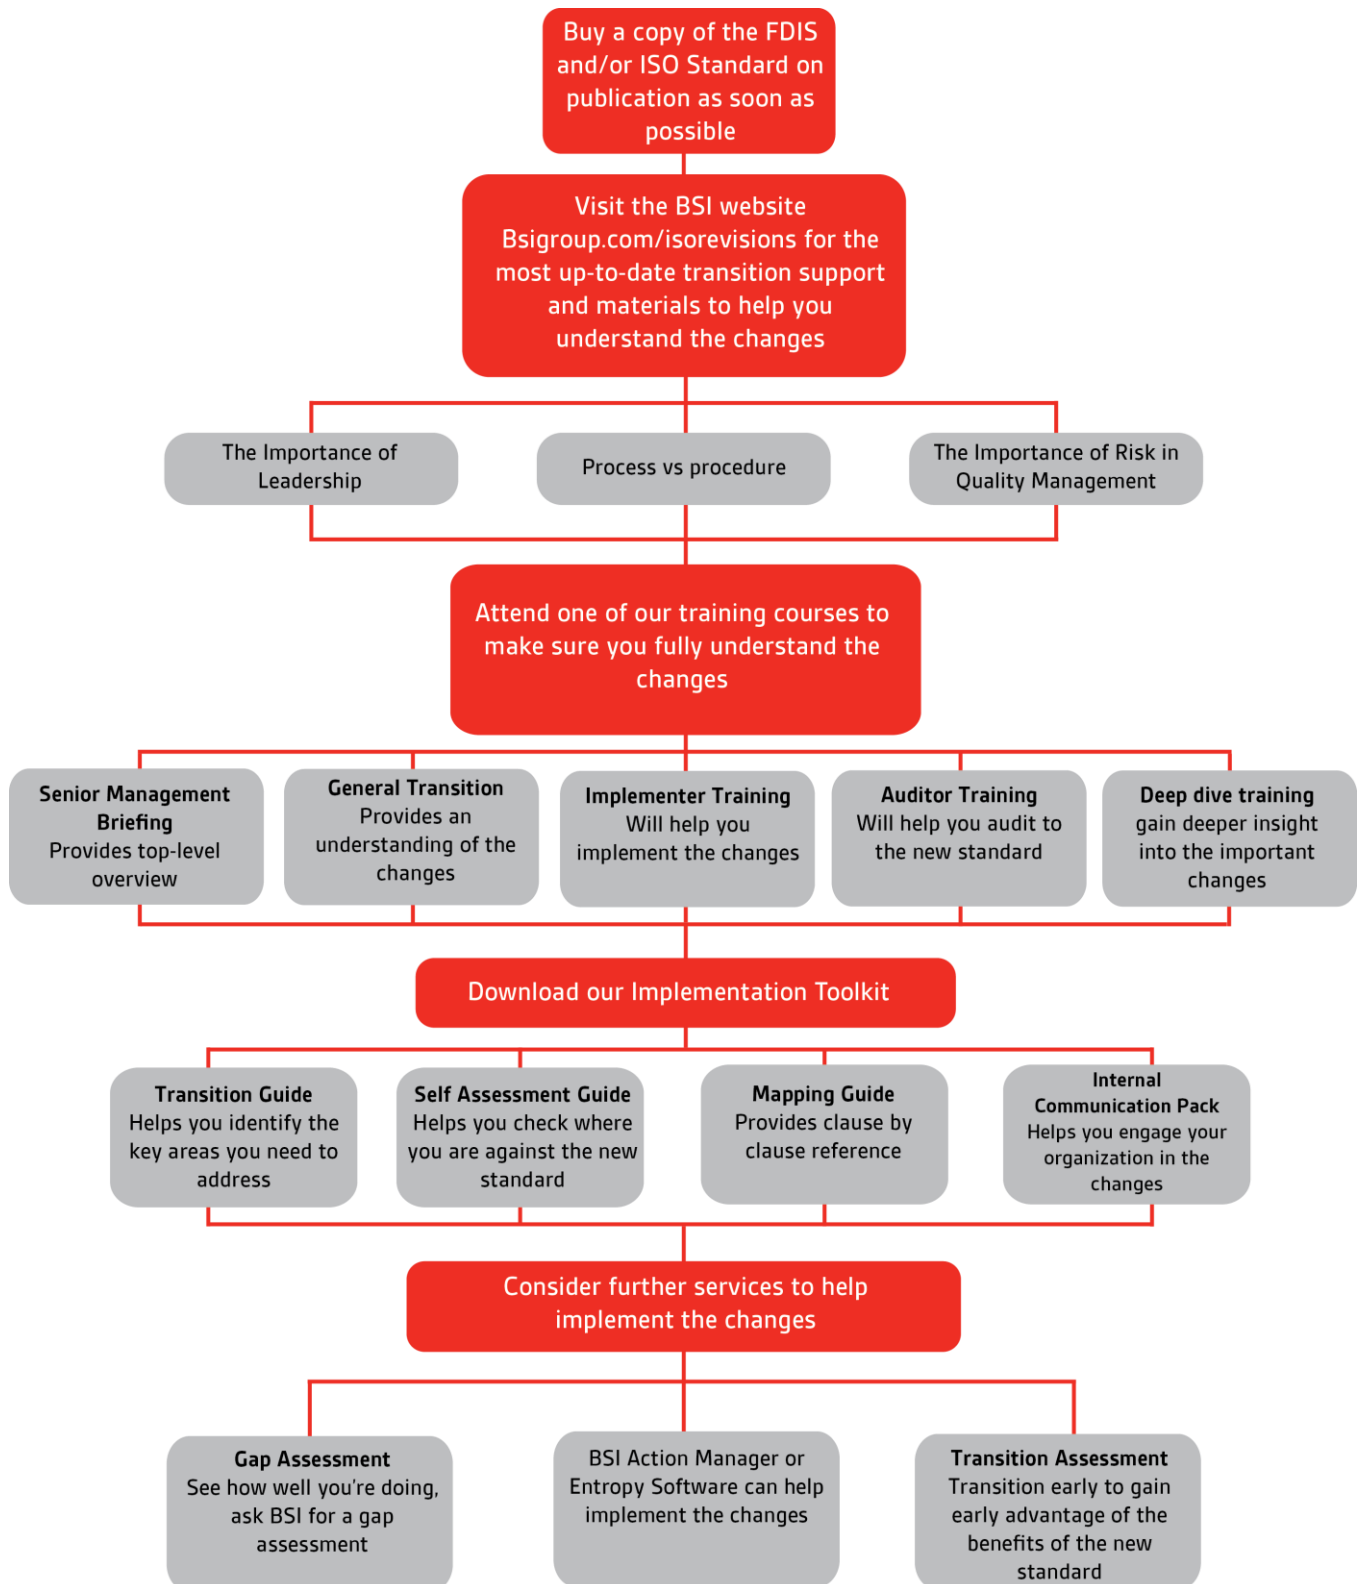 Buy a copy of the FDIS
and/or ISO Standard on
publication as soon as
possible
Visit the BSI website
Bsigroup.com/isorevisions for the
most up-to-date transition support
and materials to help you
understand the changes
The Importance of
Leadership
Process vs procedure
The Importance of Risk in
Quality Management
Attend one of our training courses to
make sure you fully understand the
changes
Senior Management
Briefing
Provides top-level
overview
General Transition
Provides an
understanding of the
changes
Implementer Training
Will help you
implement the changes
Auditor Training
Will help you audit to
the new standard
Deep dive training
gain deeper insight
into the important
changes
Download our Implementation Toolkit
Transition Guide
Helps you identify the
key areas you need to
address
Self Assessment Guide
Helps you check where
you are against the new
standard
Mapping Guide
Provides clause by
clause reference
Internal
Communication Pack
Helps you engage your
organization in the
changes
Consider further services to help
implement the changes
Gap Assessment
See how well you're doing,
ask BSI for a gap
assessment
BSI Action Manager or
Entropy Software can help
implement the changes
Transition Assessment
Transition early to gain
early advantage of the
benefits of the new
standard